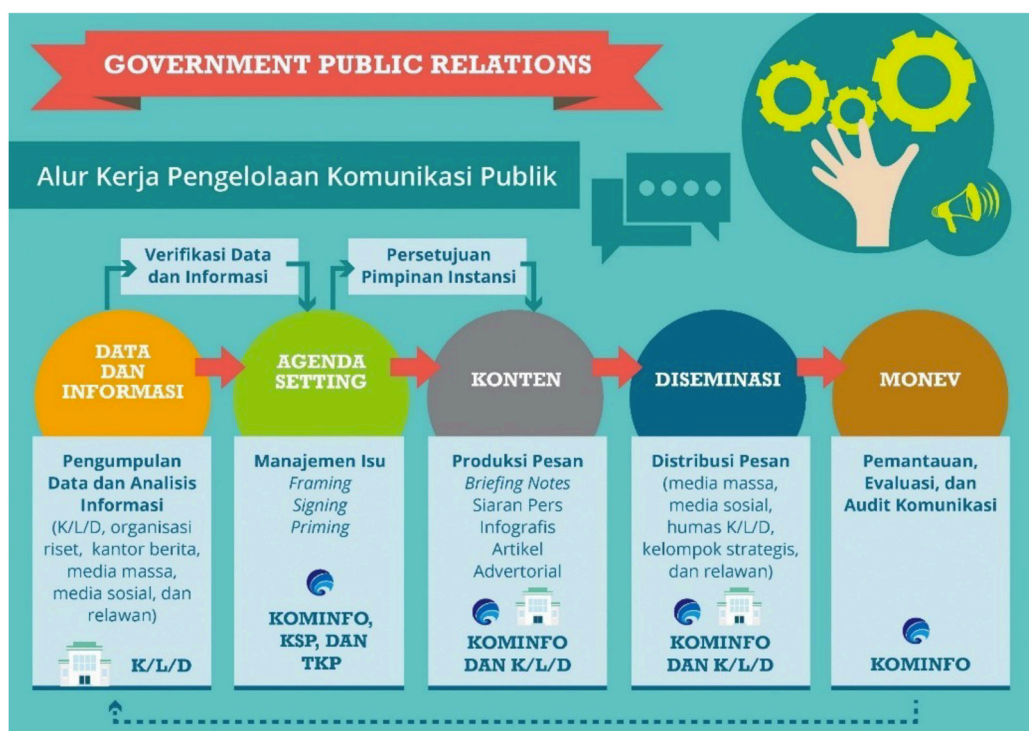 GOVERNMENT PUBLIC RELATIONS
Alur Kerja Pengelolaan Komunikasi Publik
Verifikasi Data
dan Informasi
Persetujuan
Pimpinan Instansi
DATA
DAN
INFORMASI
AGENDA
SETTING
KONTEN
DISEMINASI
MONEV
Pengumpulan
Data dan Analisis
Informasi
(K/L/D, organisasi
riset, kantor berita,
media massa,
media sosial, dan
relawan)
K/L/D
Manajemen Isu
Framing
Signing
Priming
KOMINFO,
KSP, DAN
TKP
Produksi Pesan
Briefing Notes
Siaran Pers
Infografis
Artikel
Advertorial
KOMINFO
DAN K/L/D
Distribusi Pesan
(media massa,
media sosial,
humas K/L/D,
kelompok strategis,
dan relawan)
KOMINFO
DAN K/L/D
Pemantauan,
Evaluasi, dan
Audit Komunikasi
KOMINFO